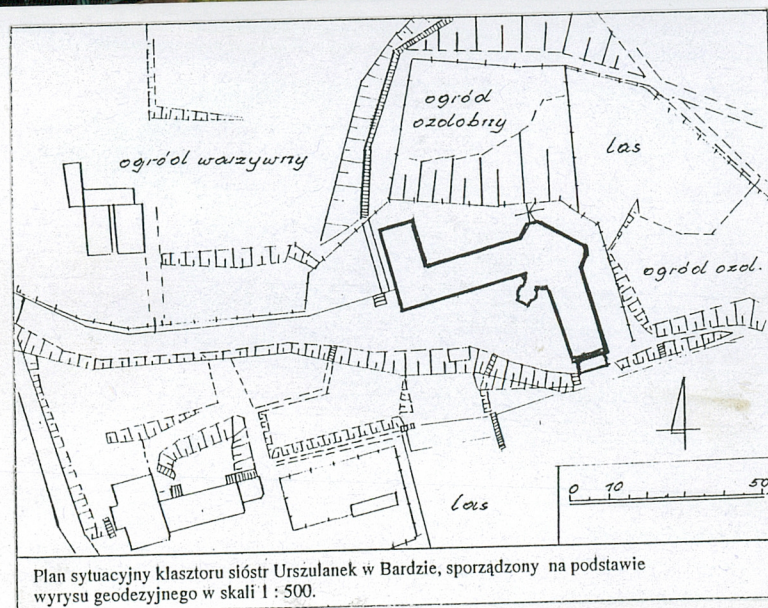 ogród
ozdobny
las
ogród warzywny
ogród ozd.
las
0 10 50
Plan sytuacyjny klasztoru sióstr Urszulanek w Bardzie, sporządzony na podstawie
wyrysu geodezyjnego w skali 1 : 500.